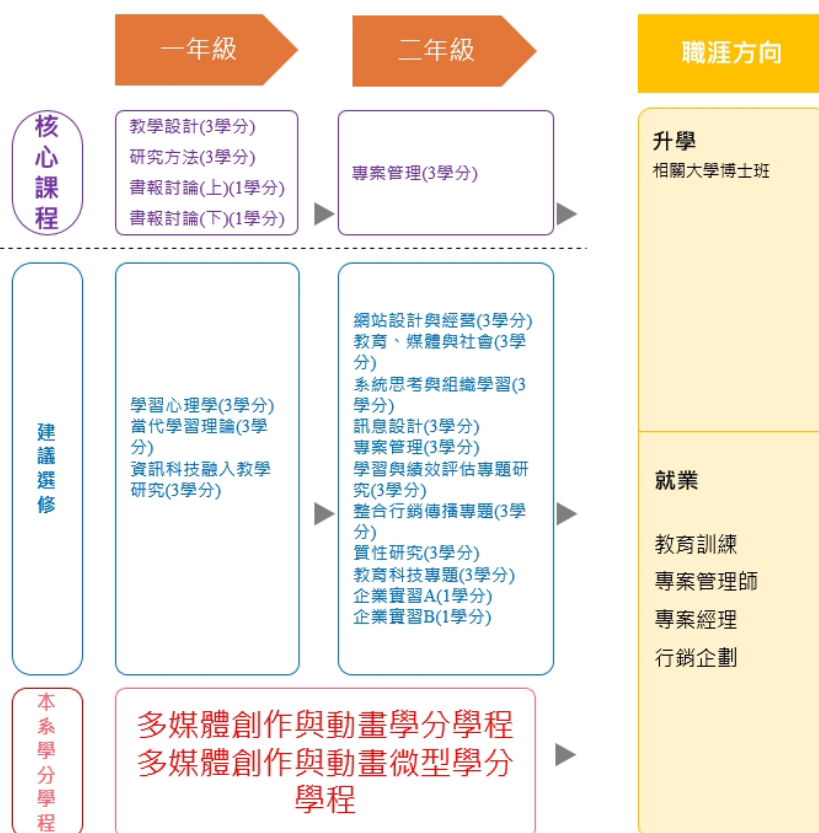 一年級
二年級
職涯方向
核心課程
教學設計(3學分)
研究方法(3學分)
書報討論(上)(1學分)
書報討論(下)(1學分)
專案管理(3學分)
升學
相關大學博士班
建議選修
學習心理學(3學分)
當代學習理論(3學
分)
資訊科技融入教學
研究(3學分)
網站設計與經營(3學分)
教育、媒體與社會(3學
分)
系統思考與組織學習(3
學分)
訊息設計(3學分)
專案管理(3學分)
學習與績效評估專題研
究(3學分)
整合行銷傳播專題(3學
分)
質性研究(3學分)
教育科技專題(3學分)
企業實習A(1學分)
企業實習B(1學分)
就業
教育訓練
專案管理師
專案經理
行銷企劃
本系學分學程
多媒體創作與動畫學分學程
多媒體創作與動畫微型學分
學程